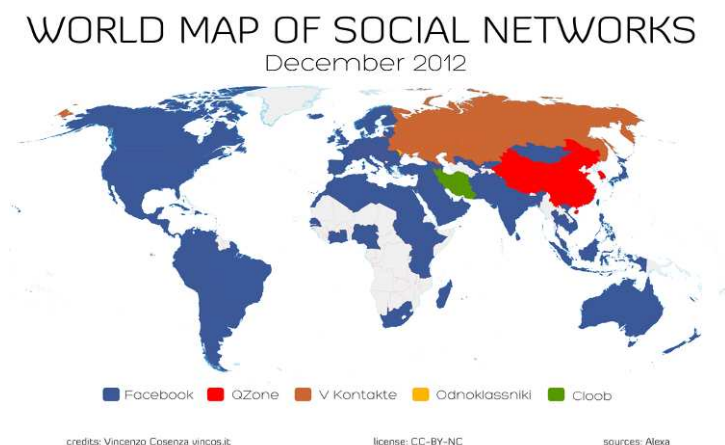 WORLD MAP OF SOCIAL NETWORKS
December 2012
Facebook QZone V Kontakte Odnoklassniki Cloob
credits: Vincenzo Cosenza vincos.it license: CC-BY-NC sources: Alexa